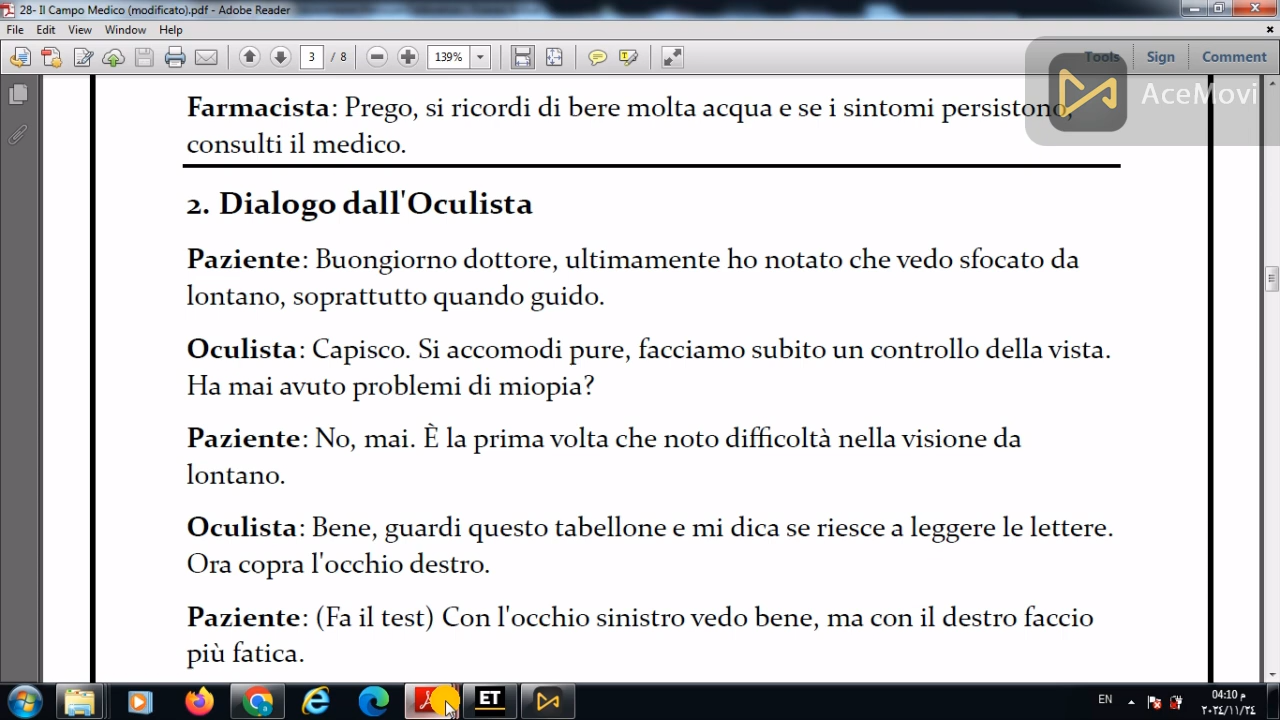 28- Il Campo Medico (modificato).pdf - Adobe Reader
File Edit View Window Help
3 / 8 139% Tools Sign Comment
AceMovi
Farmacista: Prego, si ricordi di bere molta acqua e se i sintomi persistono,
consulti il medico.
2. Dialogo dall'Oculista
Paziente: Buongiorno dottore, ultimamente ho notato che vedo sfocato da
lontano, soprattutto quando guido.
Oculista: Capisco. Si accomodi pure, facciamo subito un controllo della vista.
Ha mai avuto problemi di miopia?
Paziente: No, mai. È la prima volta che noto difficoltà nella visione da
lontano.
Oculista: Bene, guardi questo tabellone e mi dica se riesce a leggere le lettere.
Ora copra l'occhio destro.
Paziente: (Fa il test) Con l'occhio sinistro vedo bene, ma con il destro faccio
più fatica.
ET
EN
04:10 م
٢٠٢٤/١١/٢٤